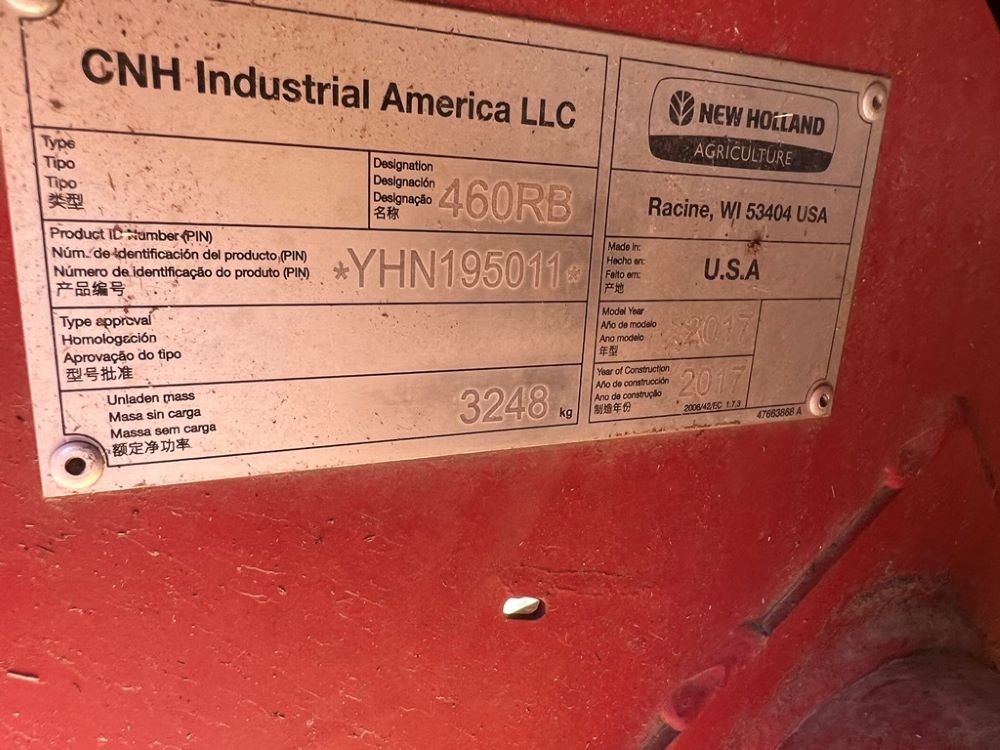 CNH Industrial America LLC
NEW HOLLAND
AGRICULTURE
Racine, WI 53404 USA
Type
Tipo
Tipo
类型
Designation
Designación
Designação
名称
460RB
Product ID Number (PIN)
Núm. de identificación del producto (PIN)
Número de identificação do produto (PIN)
产品编号
*YHN195011*
Made in:
Hecho en:
Feito em:
产地
U.S.A
Type approval
Homologación
Aprovação do tipo
型号批准
Model Year
Año de modelo
Ano modelo
年型
2017
Unladen mass
Masa sin carga
Massa sem carga
额定净功率
3248 kg
Year of Construction
Año de construcción
Ano de construção
制造年份
2017
2006/42/EC 1.7.3
47663868 A